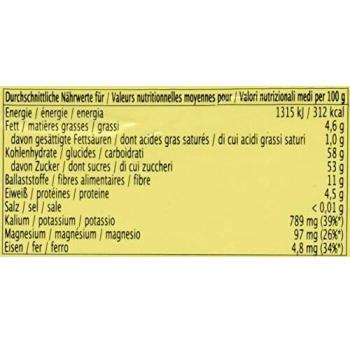 Durchschnittliche Nährwerte für / Valeurs nutritionnelles moyennes pour / Valori nutrizionali medi per 100 g
Energie / énergie / energia 1315 kJ / 312 kcal
Fett / matières grasses / grassi 4,6 g
davon gesättigte Fettsäuren / dont acides gras saturés / di cui acidi grassi saturi 1,0 g
Kohlenhydrate / glucides / carboidrati 58 g
davon Zucker / dont sucres / di cui zuccheri 53 g
Ballaststoffe / fibres alimentaires / fibre 11 g
Eiweiß / protéines / proteine 4,5 g
Salz / sel / sale < 0,01 g
Kalium / potassium / potassio 789 mg (39%*)
Magnesium / magnésium / magnesio 97 mg (26%*)
Eisen / fer / ferro 4,8 mg (34%*)